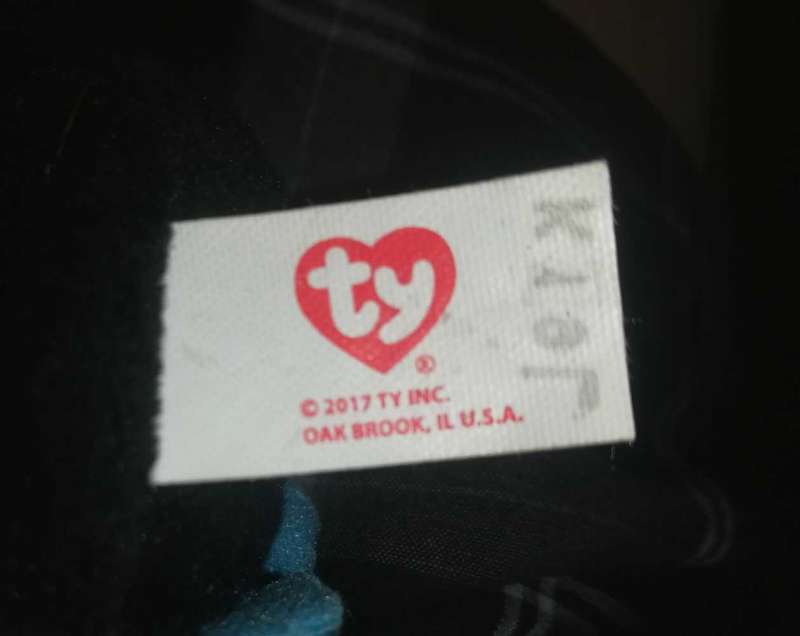 ty
®
© 2017 TY INC.
OAK BROOK, IL U.S.A.